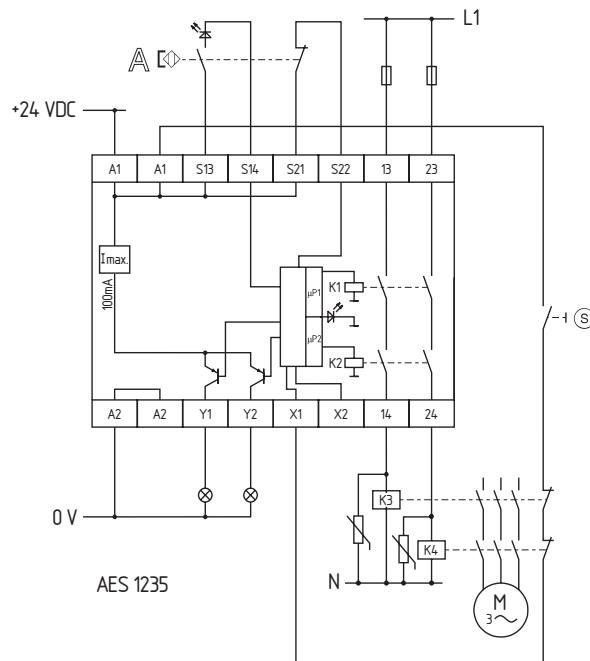 L1
A
+24 VDC
A1 A1 S13 S14 S21 S22 13 23
Imax.
100mA
µP1
K1
S
µP2
K2
A2 A2 Y1 Y2 X1 X2 14 24
K3
0 V
K4
N
AES 1235
M
3